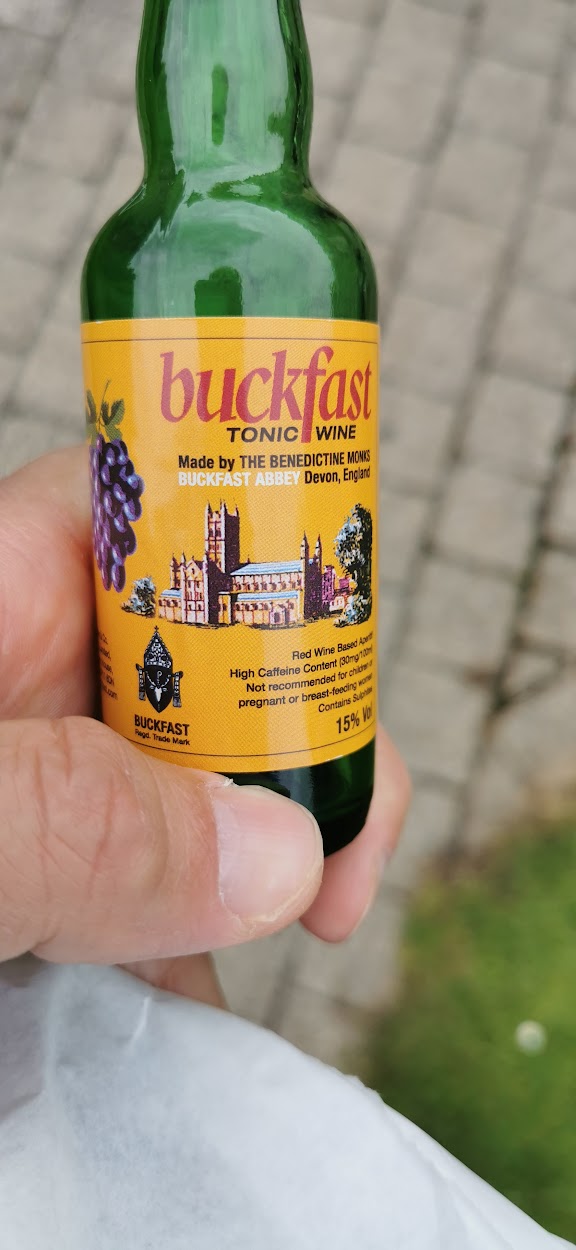 buckfast
TONIC WINE
Made by THE BENEDICTINE MONKS
BUCKFAST ABBEY Devon, England
Red Wine Based
High Caffeine Content (30mg/100ml
Not recommended for children or
pregnant or breast-feeding women
Contains Sulphites
15% Vol
BUCKFAST
Regd. Trade Mark